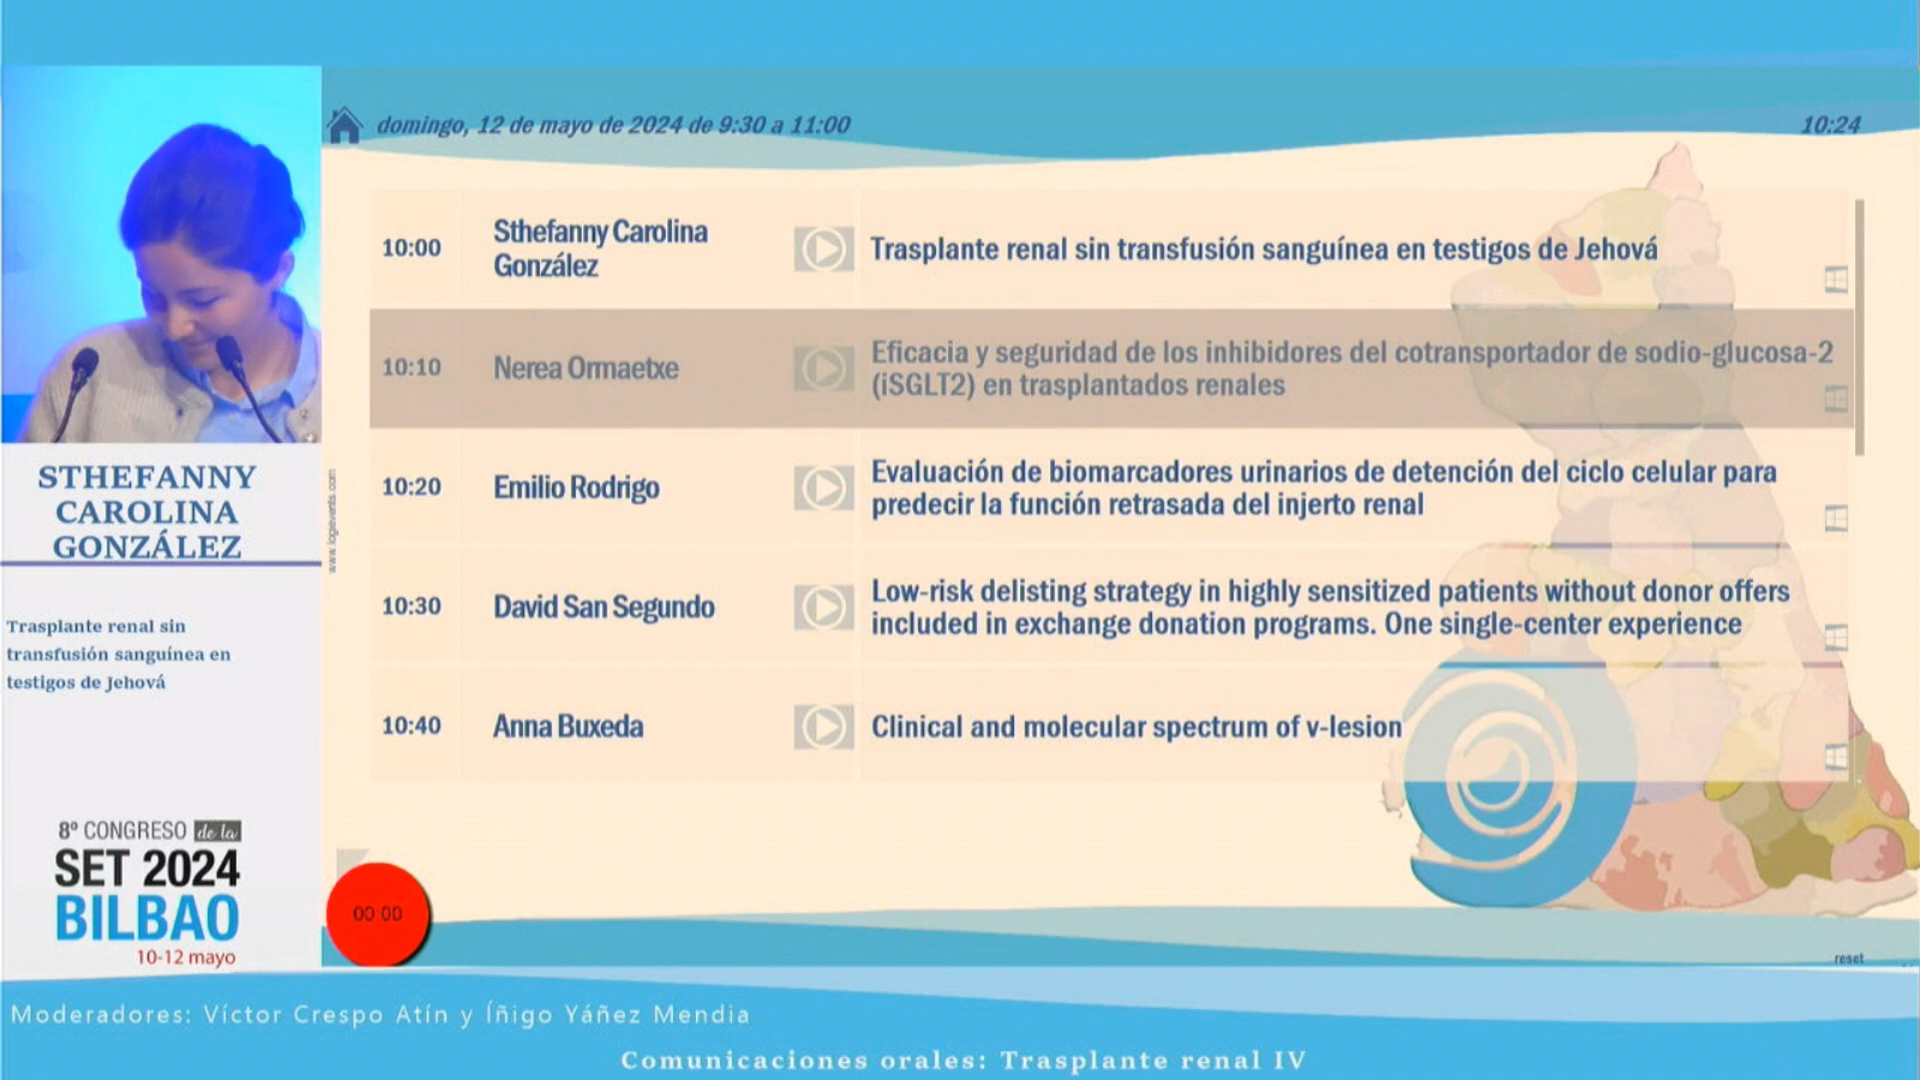 domingo, 12 de mayo de 2024 de 9:30 a 11:00
10:24
10:00
Sthefanny Carolina
González
Trasplante renal sin transfusión sanguínea en testigos de Jehová
10:10
Nerea Ormaetxe
Eficacia y seguridad de los inhibidores del cotransportador de sodio-glucosa-2
(iSGLT2) en trasplantados renales
10:20
Emilio Rodrigo
Evaluación de biomarcadores urinarios de detención del ciclo celular para
predecir la función retrasada del injerto renal
10:30
David San Segundo
Low-risk delisting strategy in highly sensitized patients without donor offers
included in exchange donation programs. One single-center experience
10:40
Anna Buxeda
Clinical and molecular spectrum of v-lesion
STHEFANNY
CAROLINA
GONZÁLEZ
Trasplante renal sin
transfusión sanguínea en
testigos de Jehová
8º CONGRESO de la
SET 2024
BILBAO
10-12 mayo
www.logievents.com
00:00
reset
Moderadores: Víctor Crespo Atín y Íñigo Yáñez Mendia
Comunicaciones orales: Trasplante renal IV